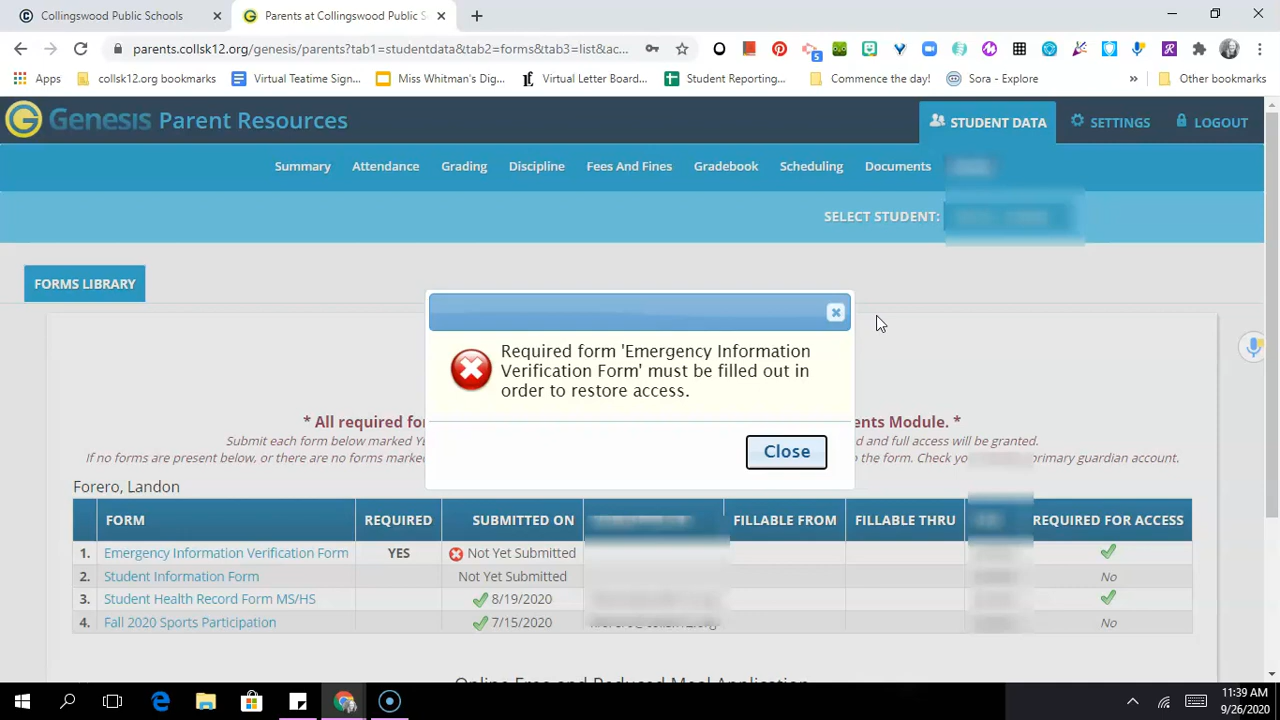 Collingswood Public Schools
Parents at Collingswood Public S
parents.collsk12.org/genesis/parents?tab1=studentdata&tab2=forms&tab3=list&ac...
Apps
collsk12.org bookmarks
Virtual Teatime Sign...
Miss Whitman's Dig...
Virtual Letter Board...
Student Reporting...
Commence the day!
Sora - Explore
Other bookmarks
Genesis Parent Resources
STUDENT DATA
SETTINGS
LOGOUT
Summary
Attendance
Grading
Discipline
Fees And Fines
Gradebook
Scheduling
Documents
SELECT STUDENT:
FORMS LIBRARY
Required form 'Emergency Information
Verification Form' must be filled out in
order to restore access.
Close
* All required for
ents Module. *
Submit each form below marked
d and full access will be granted.
If no forms are present below, or there are no forms marke
o the form. Check
primary guardian account.
Forero, Landon
FORM REQUIRED SUBMITTED ON FILLABLE FROM FILLABLE THRU REQUIRED FOR ACCESS
1. Emergency Information Verification Form YES Not Yet Submitted
2. Student Information Form Not Yet Submitted No
3. Student Health Record Form MS/HS 8/19/2020
4. Fall 2020 Sports Participation 7/15/2020 No
Online Free and Reduced Meal Application
11:39 AM
9/26/2020